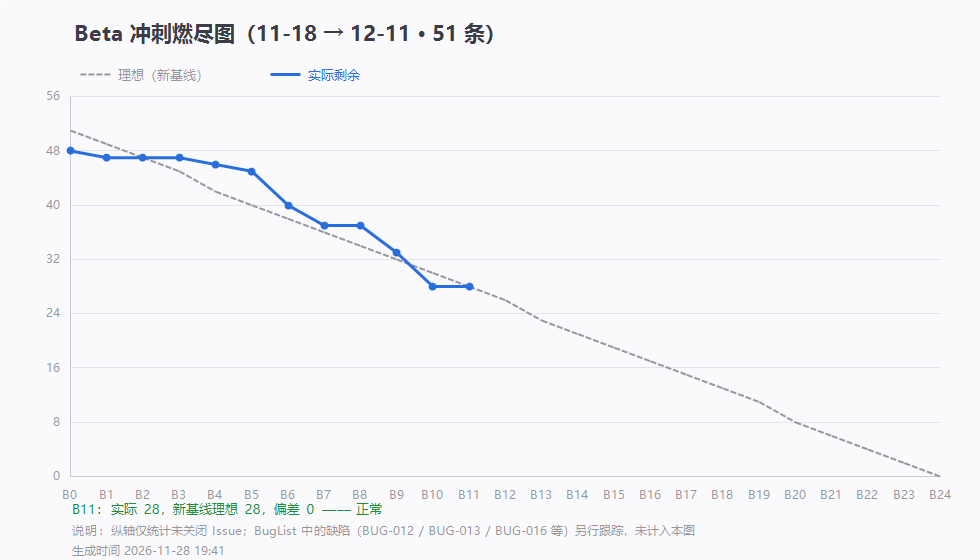 Beta 冲刺燃尽图（11-18 → 12-11 • 51 条）
理想（新基线） 实际剩余
56
48
40
32
24
16
8
0
B0 B1 B2 B3 B4 B5 B6 B7 B8 B9 B10 B11 B12 B13 B14 B15 B16 B17 B18 B19 B20 B21 B22 B23 B24
B11：实际 28，新基线理想 28，偏差 0 —— 正常
说明：纵轴仅统计未关闭 Issue；BugList 中的缺陷（BUG-012 / BUG-013 / BUG-016 等）另行跟踪，未计入本图
生成时间 2026-11-28 19:41